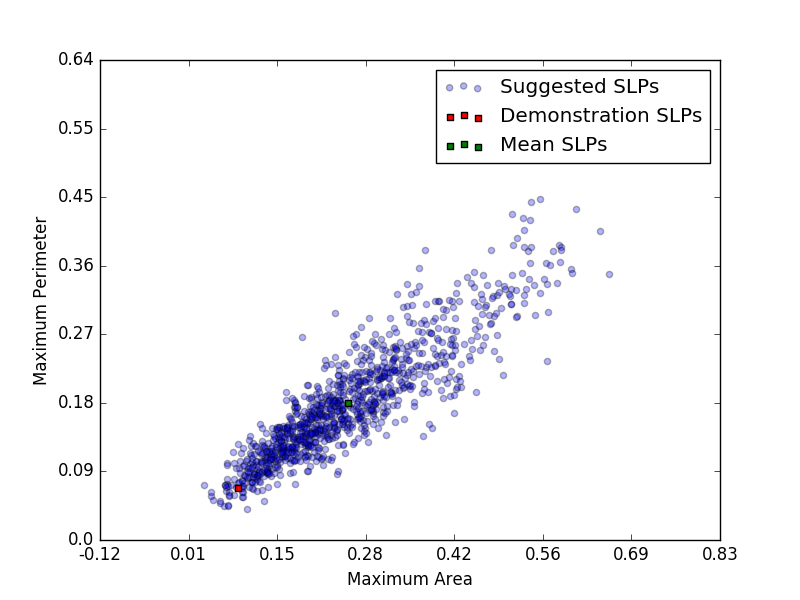 0.64
0.55
0.45
0.36
0.27
0.18
0.09
0.0
Maximum Perimeter
Suggested SLPs
Demonstration SLPs
Mean SLPs
-0.12 0.01 0.15 0.28 0.42 0.56 0.69 0.83
Maximum Area